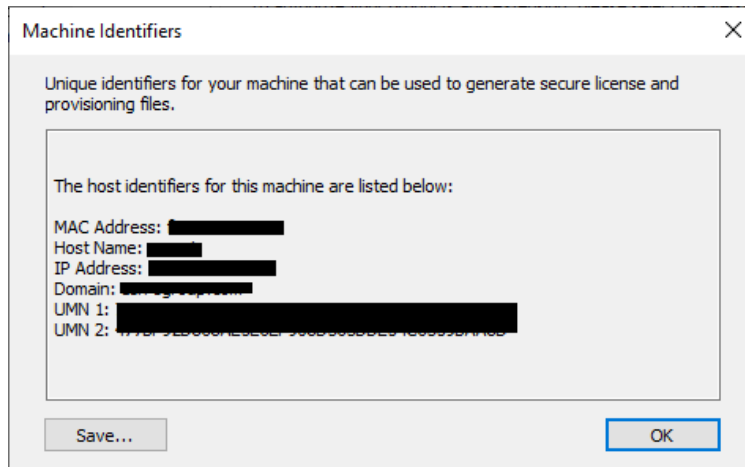 Machine Identifiers
Unique identifiers for your machine that can be used to generate secure license and
provisioning files.
The host identifiers for this machine are listed below:
MAC Address:
Host Name:
IP Address:
Domain:
UMN 1:
UMN 2:
Save...
OK